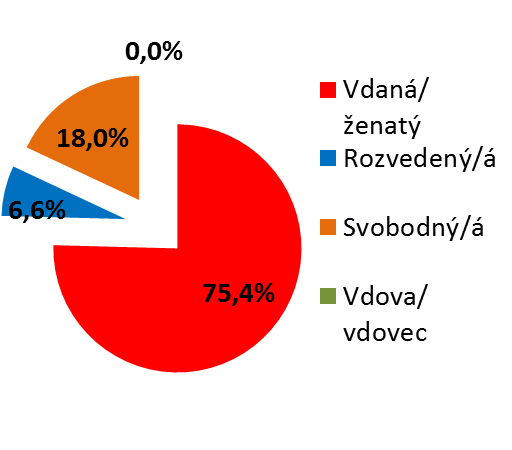 0,0%
18,0%
6,6%
75,4%
Vdaná/
ženatý
Rozvedený/á
Svobodný/á
Vdova/
vdovec